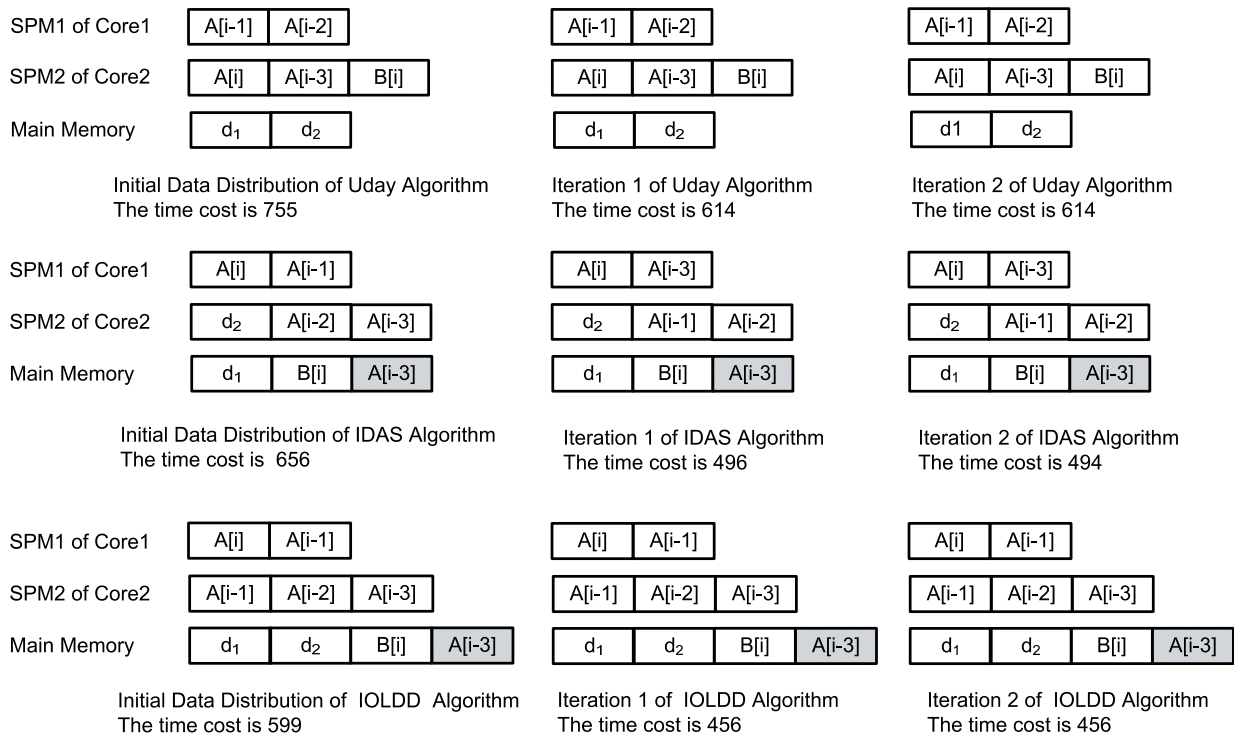 SPM1 of Core1 A[i-1] A[i-2] A[i-1] A[i-2] A[i-1] A[i-2]
SPM2 of Core2 A[i] A[i-3] B[i] A[i] A[i-3] B[i] A[i] A[i-3] B[i]
Main Memory d₁ d₂ d₁ d₂ d1 d₂
Initial Data Distribution of Uday Algorithm Iteration 1 of Uday Algorithm Iteration 2 of Uday Algorithm
The time cost is 755 The time cost is 614 The time cost is 614
SPM1 of Core1 A[i] A[i-1] A[i] A[i-3] A[i] A[i-3]
SPM2 of Core2 d₂ A[i-2] A[i-3] d₂ A[i-1] A[i-2] d₂ A[i-1] A[i-2]
Main Memory d₁ B[i] A[i-3] d₁ B[i] A[i-3] d₁ B[i] A[i-3]
Initial Data Distribution of IDAS Algorithm Iteration 1 of IDAS Algorithm Iteration 2 of IDAS Algorithm
The time cost is 656 The time cost is 496 The time cost is 494
SPM1 of Core1 A[i] A[i-1] A[i] A[i-1] A[i] A[i-1]
SPM2 of Core2 A[i-1] A[i-2] A[i-3] A[i-1] A[i-2] A[i-3] A[i-1] A[i-2] A[i-3]
Main Memory d₁ d₂ B[i] A[i-3] d₁ d₂ B[i] A[i-3] d₁ d₂ B[i] A[i-3]
Initial Data Distribution of IOLDD Algorithm Iteration 1 of IOLDD Algorithm Iteration 2 of IOLDD Algorithm
The time cost is 599 The time cost is 456 The time cost is 456